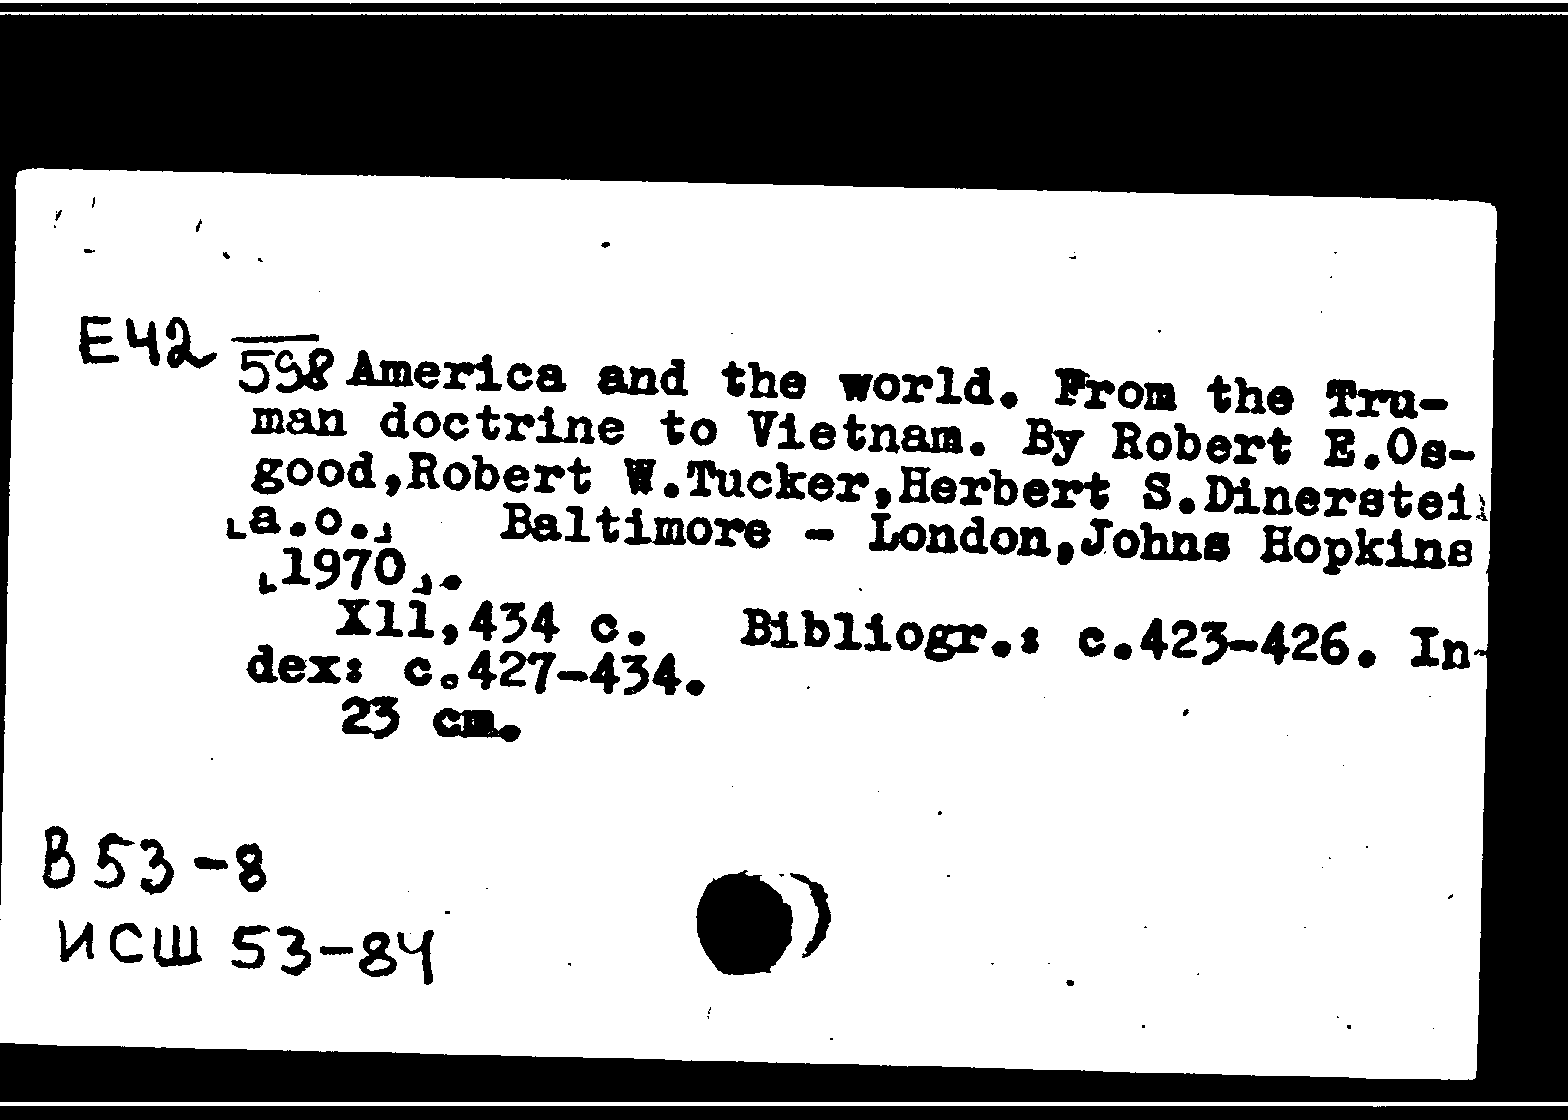 E42
598 America and the world. From the Tru-
man doctrine to Vietnam. By Robert E.Os-
good,Robert W.Tucker,Herbert S.Dinerstei
[a.o.] Baltimore - London,Johns Hopkins
[1970].
XII,434 c. Bibliogr.: c.423-426. In-
dex: c.427-434.
23 cm.
В 53-8
ИСШ 53-84